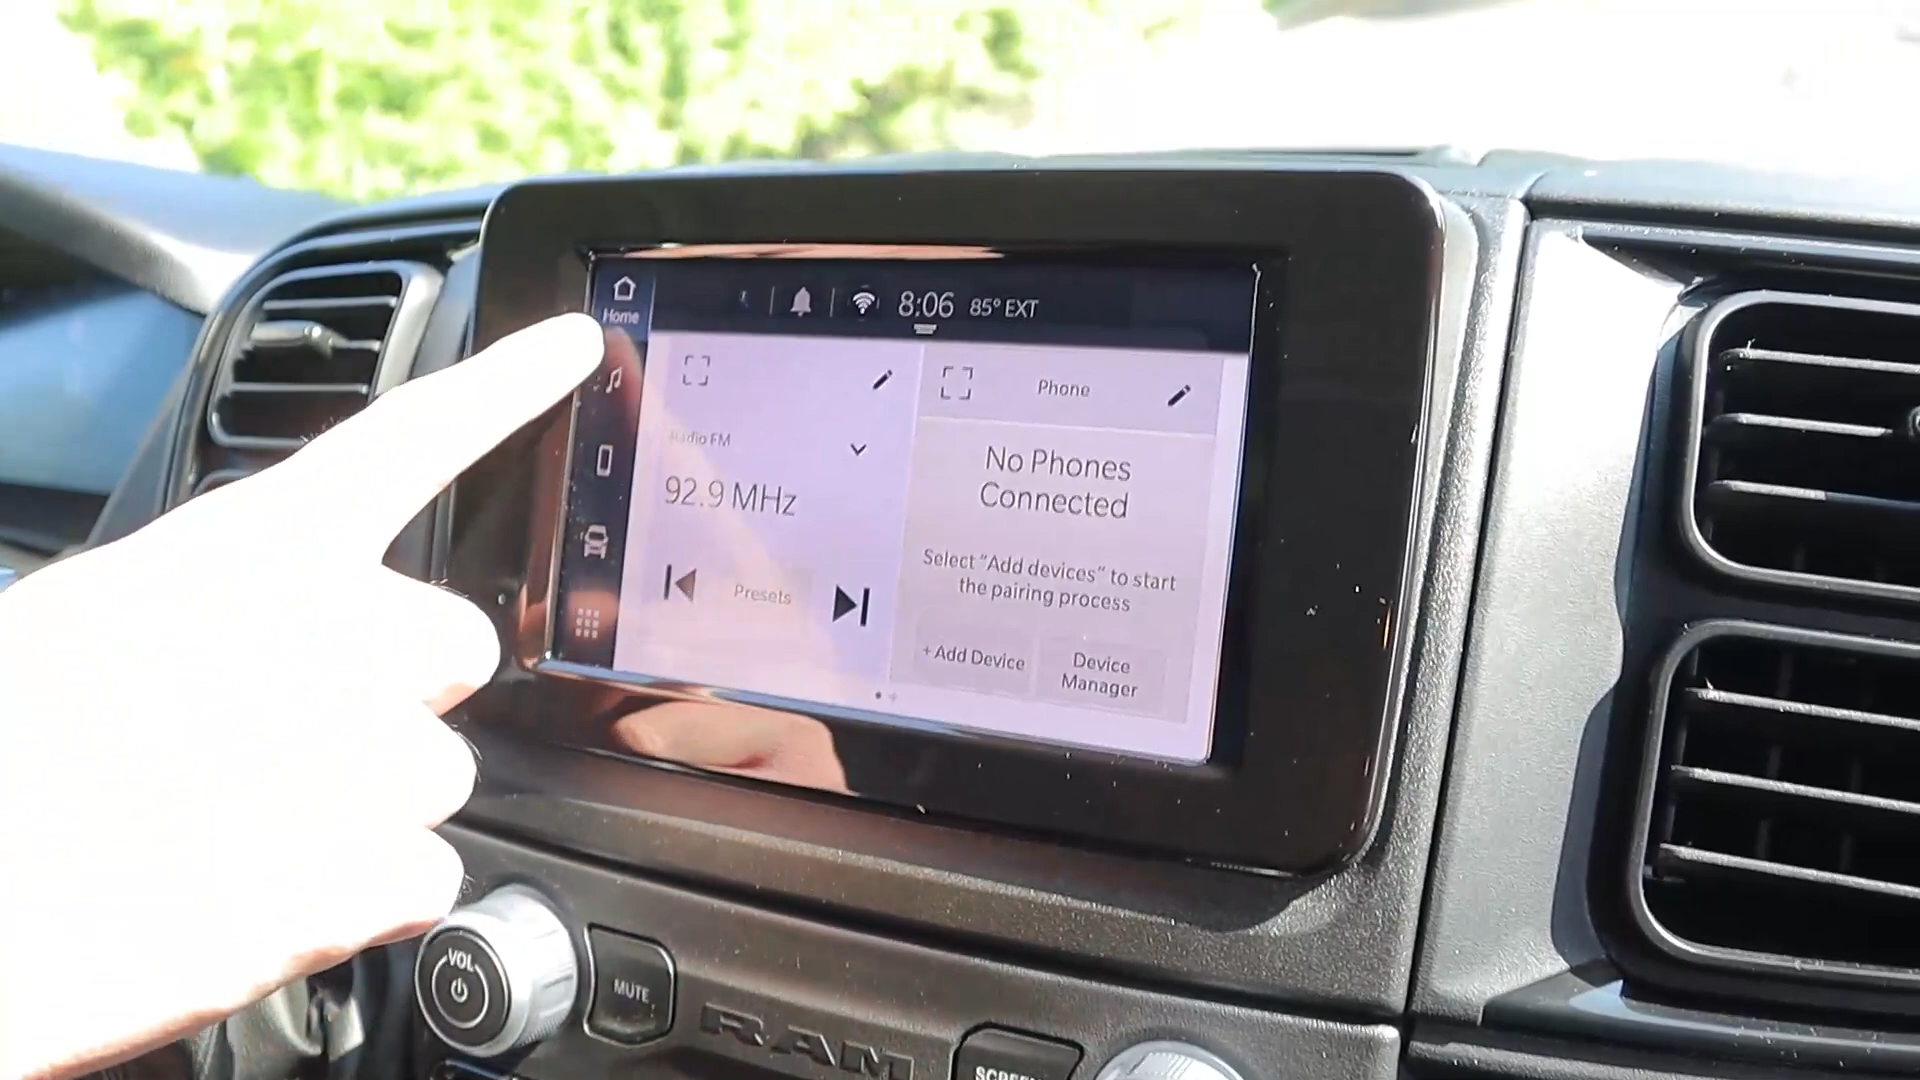 Home
8:06 85° EXT
Radio FM
92.9 MHz
Presets
Phone
No Phones
Connected
Select "Add devices" to start
the pairing process
+ Add Device
Device
Manager
VOL
MUTE
RAM
SCREEN